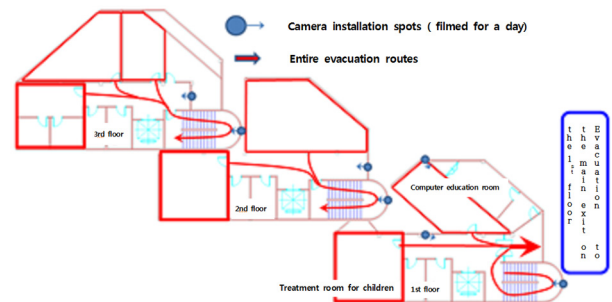 Camera installation spots ( filmed for a day)
Entire evacuation routes
3rd floor
2nd floor
Computer education room
Treatment room for children
1st floor
Evacuation to
the main exit on
the 1st floor